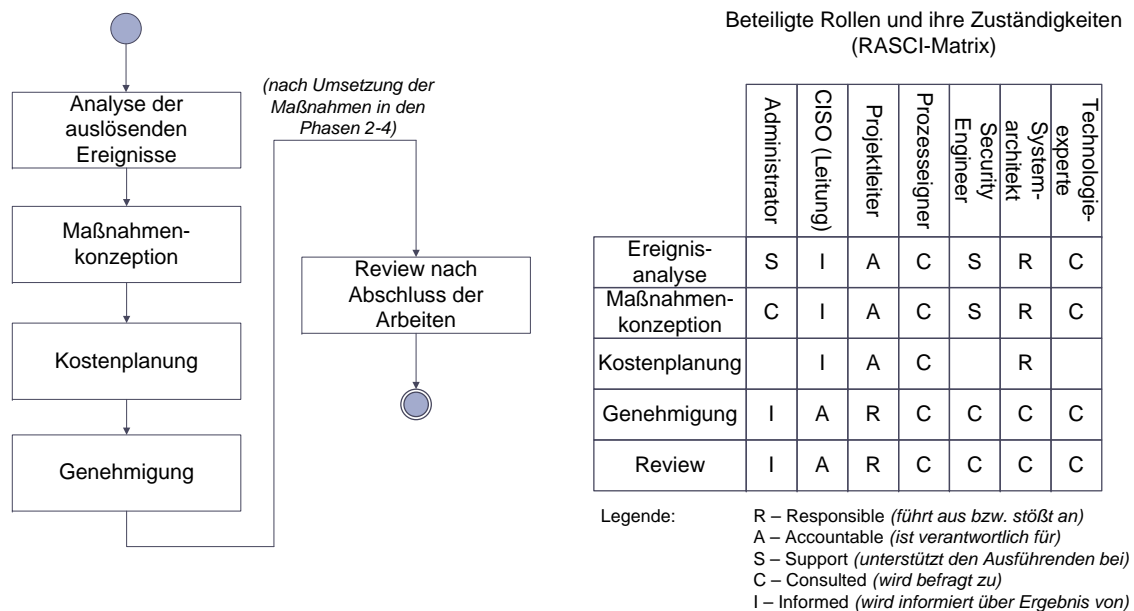 Analyse der
auslösenden
Ereignisse
Maßnahmen-
konzeption
Kostenplanung
Genehmigung
(nach Umsetzung der
Maßnahmen in den
Phasen 2-4)
Review nach
Abschluss der
Arbeiten
Beteiligte Rollen und ihre Zuständigkeiten
(RASCI-Matrix)
Administrator
CISO (Leitung)
Projektleiter
Prozesseigner
Security
Engineer
System-
architekt
Technologie-
experte
Ereignis-
analyse
S I A C S R C
Maßnahmen-
konzeption
C I A C S R C
Kostenplanung I A C R
Genehmigung I A R C C C C
Review I A R C C C C
Legende:
R – Responsible (führt aus bzw. stößt an)
A – Accountable (ist verantwortlich für)
S – Support (unterstützt den Ausführenden bei)
C – Consulted (wird befragt zu)
I – Informed (wird informiert über Ergebnis von)